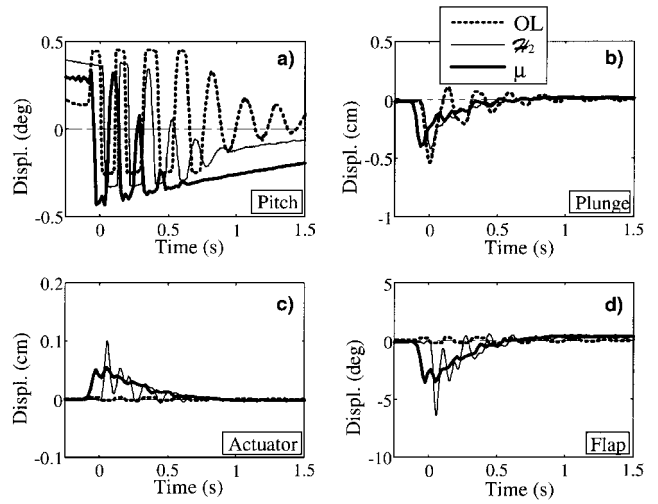 OL
ℋ₂
μ
a)
0.5
0
-0.5
Displ. (deg)
Pitch
0 0.5 1 1.5
Time (s)
b)
0.5
0
-0.5
-1
Displ. (cm)
Plunge
0 0.5 1 1.5
Time (s)
c)
0.2
0.1
0
-0.1
Displ. (cm)
Actuator
0 0.5 1 1.5
Time (s)
d)
5
0
-5
-10
Displ. (deg)
Flap
0 0.5 1 1.5
Time (s)